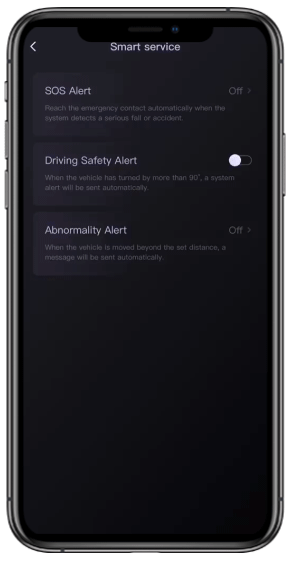 Smart service
SOS Alert
Off
Reach the emergency contact automatically when the
system detects a serious fall or accident.
Driving Safety Alert
When the vehicle has turned by more than 90°, a system
alert will be sent automatically.
Abnormality Alert
Off
When the vehicle is moved beyond the set distance, a
message will be sent automatically.